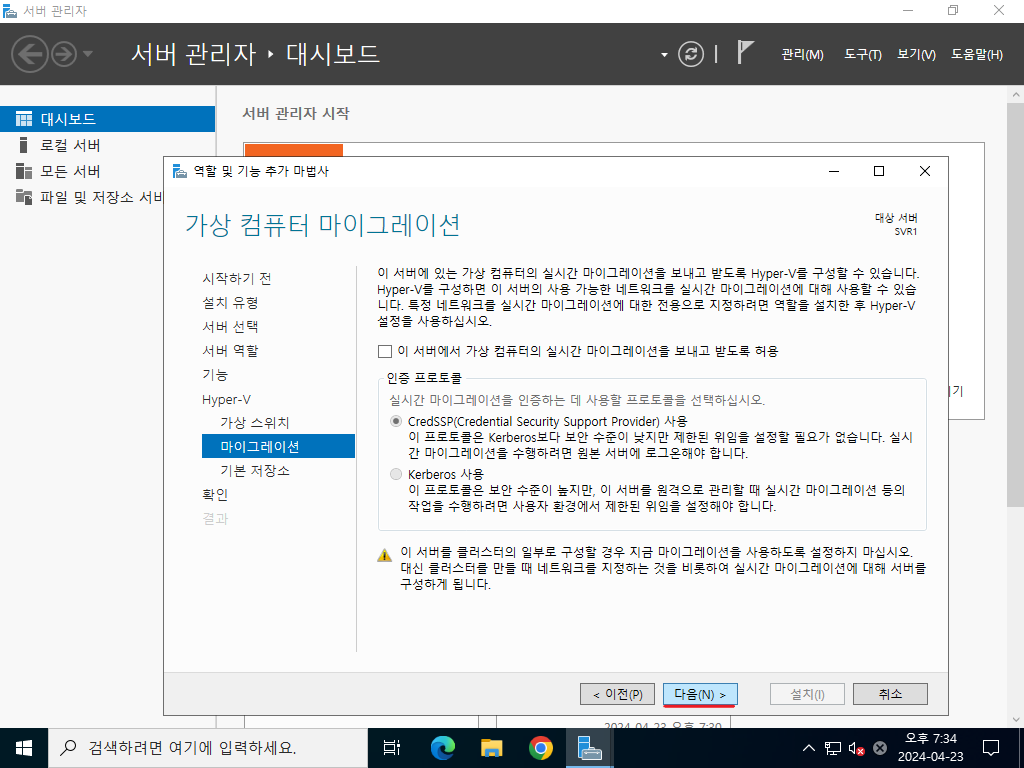 서버 관리자
서버 관리자 ‣ 대시보드
관리(M) 도구(T) 보기(V) 도움말(H)
대시보드
로컬 서버
모든 서버
파일 및 저장소 서비
서버 관리자 시작
역할 및 기능 추가 마법사
가상 컴퓨터 마이그레이션
대상 서버
SVR1
시작하기 전
설치 유형
서버 선택
서버 역할
기능
Hyper-V
가상 스위치
마이그레이션
기본 저장소
확인
결과
이 서버에 있는 가상 컴퓨터의 실시간 마이그레이션을 보내고 받도록 Hyper-V를 구성할 수 있습니다.
Hyper-V를 구성하면 이 서버의 사용 가능한 네트워크를 실시간 마이그레이션에 대해 사용할 수 있습니
다. 특정 네트워크를 실시간 마이그레이션에 대한 전용으로 지정하려면 역할을 설치한 후 Hyper-V
설정을 사용하십시오.
이 서버에서 가상 컴퓨터의 실시간 마이그레이션을 보내고 받도록 허용
인증 프로토콜
실시간 마이그레이션을 인증하는 데 사용할 프로토콜을 선택하십시오.
CredSSP(Credential Security Support Provider) 사용
이 프로토콜은 Kerberos보다 보안 수준이 낮지만 제한된 위임을 설정할 필요가 없습니다. 실시
간 마이그레이션을 수행하려면 원본 서버에 로그온해야 합니다.
Kerberos 사용
이 프로토콜은 보안 수준이 높지만, 이 서버를 원격으로 관리할 때 실시간 마이그레이션 등의
작업을 수행하려면 사용자 환경에서 제한된 위임을 설정해야 합니다.
이 서버를 클러스터의 일부로 구성할 경우 지금 마이그레이션을 사용하도록 설정하지 마십시오.
대신 클러스터를 만들 때 네트워크를 지정하는 것을 비롯하여 실시간 마이그레이션에 대해 서버를
구성하게 됩니다.
기
< 이전(P) 다음(N) > 설치(I) 취소
2024-04-23 오후 7:30
검색하려면 여기에 입력하세요.
오후 7:34
2024-04-23